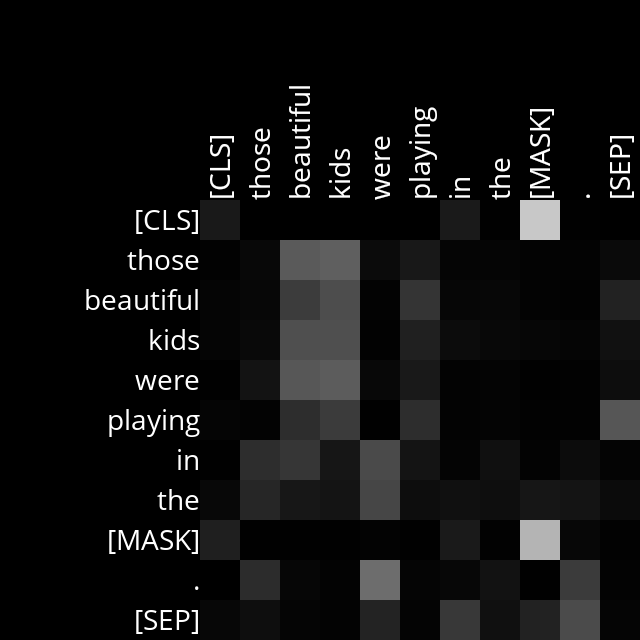 [CLS] those beautiful kids were playing in the [MASK] . [SEP]
[CLS]
those
beautiful
kids
were
playing
in
the
[MASK]
.
[SEP]